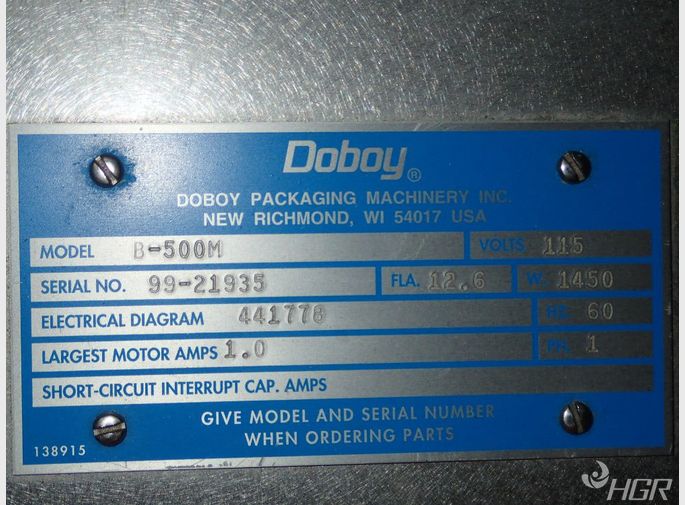 Doboy®
DOBOY PACKAGING MACHINERY INC.
NEW RICHMOND, WI 54017 USA
MODEL B-500M VOLTS 115
SERIAL NO. 99-21935 FLA. 12.6 W. 1450
ELECTRICAL DIAGRAM 441778 HZ. 60
LARGEST MOTOR AMPS 1.0 PH. 1
SHORT-CIRCUIT INTERRUPT CAP. AMPS
GIVE MODEL AND SERIAL NUMBER
WHEN ORDERING PARTS
138915
HGR